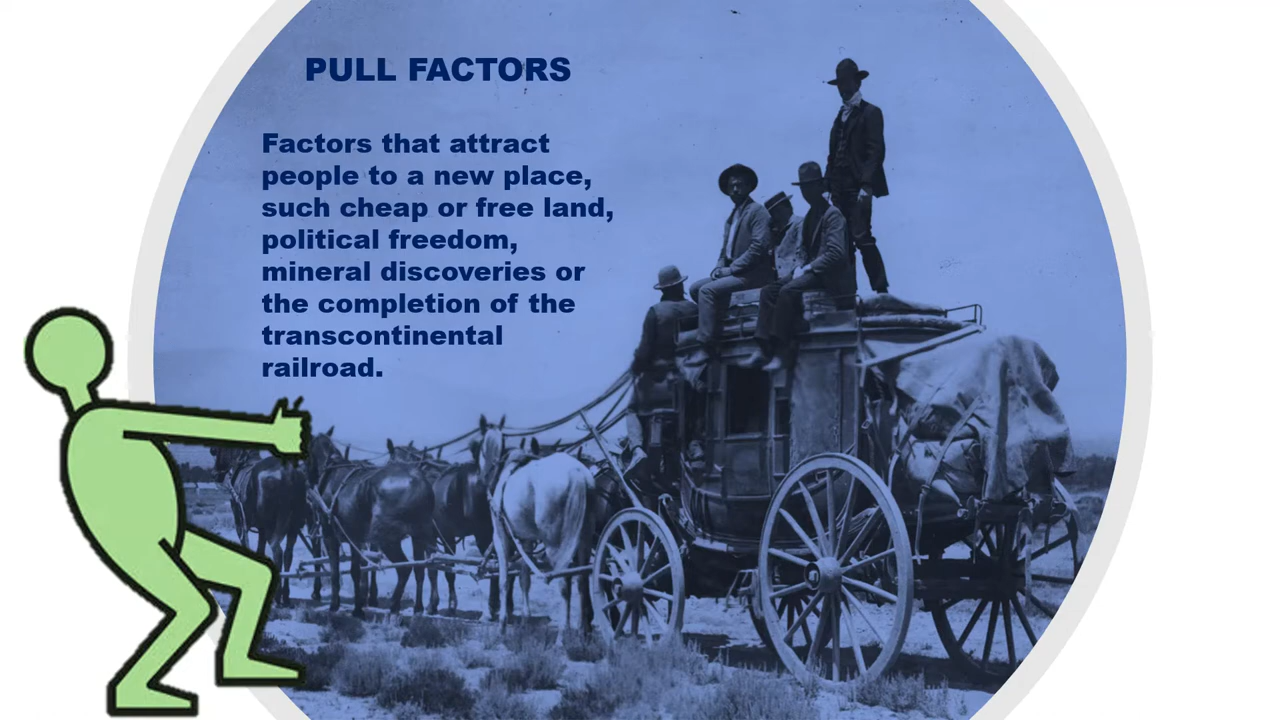 PULL FACTORS
Factors that attract
people to a new place,
such cheap or free land,
political freedom,
mineral discoveries or
the completion of the
transcontinental
railroad.